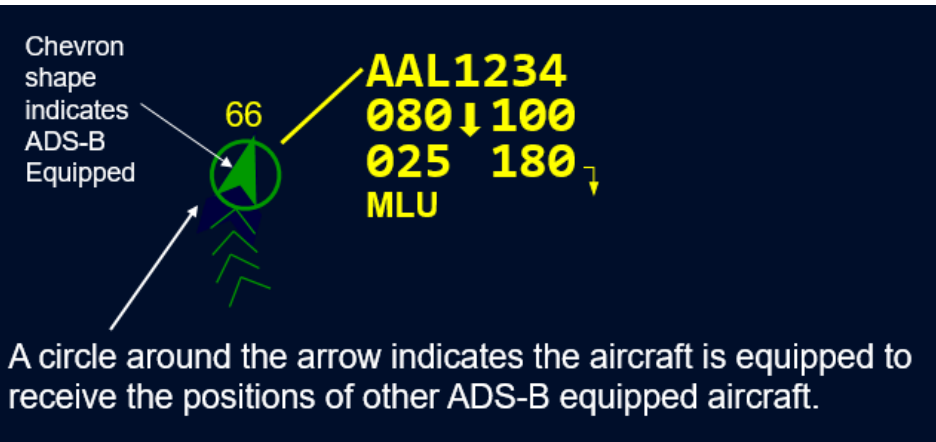 Chevron
shape
indicates
ADS-B
Equipped
66
AAL1234
080⬇100
025 180
MLU
A circle around the arrow indicates the aircraft is equipped to
receive the positions of other ADS-B equipped aircraft.